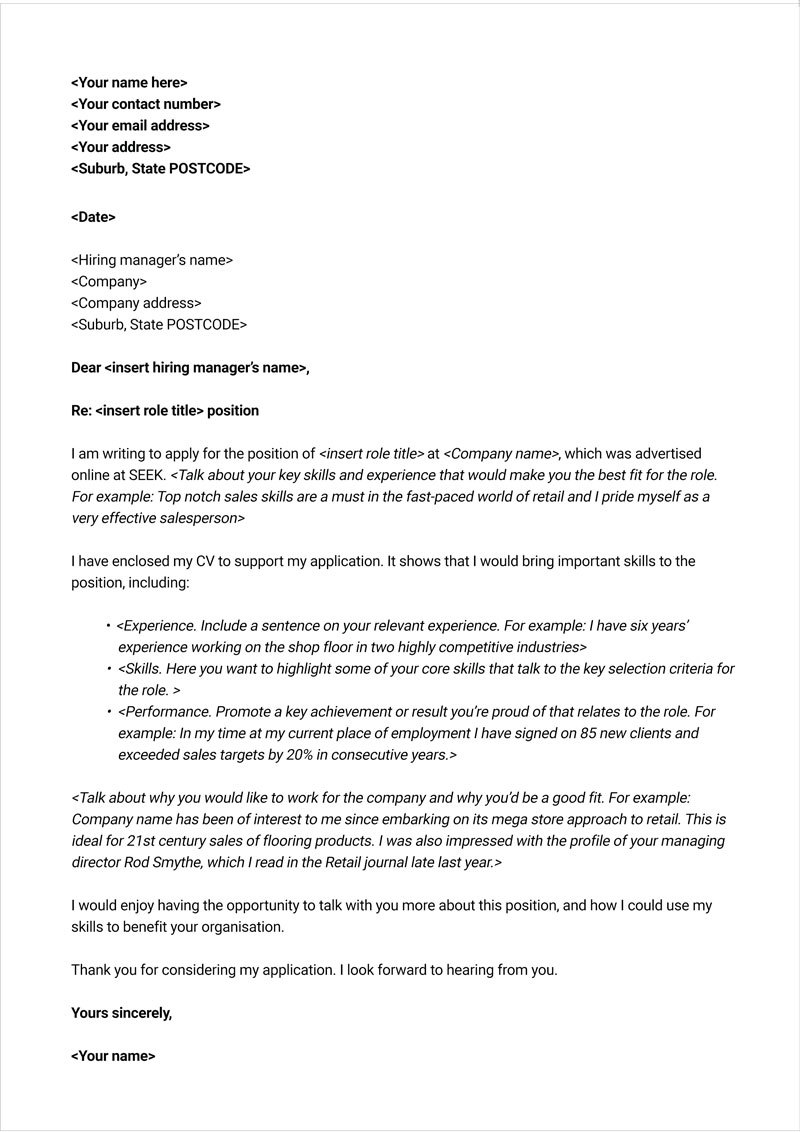 <Your name here>
<Your contact number>
<Your email address>
<Your address>
<Suburb, State POSTCODE>
<Date>
<Hiring manager's name>
<Company>
<Company address>
<Suburb, State POSTCODE>
Dear <insert hiring manager's name>,
Re: <insert role title> position
I am writing to apply for the position of <insert role title> at <Company name>, which was advertised
online at SEEK. <Talk about your key skills and experience that would make you the best fit for the role.
For example: Top notch sales skills are a must in the fast-paced world of retail and I pride myself as a
very effective salesperson>
I have enclosed my CV to support my application. It shows that I would bring important skills to the
position, including:
• <Experience. Include a sentence on your relevant experience. For example: I have six years'
experience working on the shop floor in two highly competitive industries>
• <Skills. Here you want to highlight some of your core skills that talk to the key selection criteria for
the role. >
• <Performance. Promote a key achievement or result you're proud of that relates to the role. For
example: In my time at my current place of employment I have signed on 85 new clients and
exceeded sales targets by 20% in consecutive years.>
<Talk about why you would like to work for the company and why you'd be a good fit. For example:
Company name has been of interest to me since embarking on its mega store approach to retail. This is
ideal for 21st century sales of flooring products. I was also impressed with the profile of your managing
director Rod Smythe, which I read in the Retail journal late last year.>
I would enjoy having the opportunity to talk with you more about this position, and how I could use my
skills to benefit your organisation.
Thank you for considering my application. I look forward to hearing from you.
Yours sincerely,
<Your name>